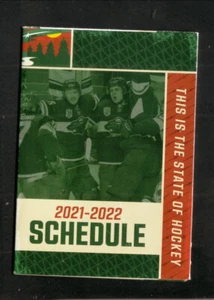 2021-2022
SCHEDULE
THIS IS THE STATE OF HOCKEY